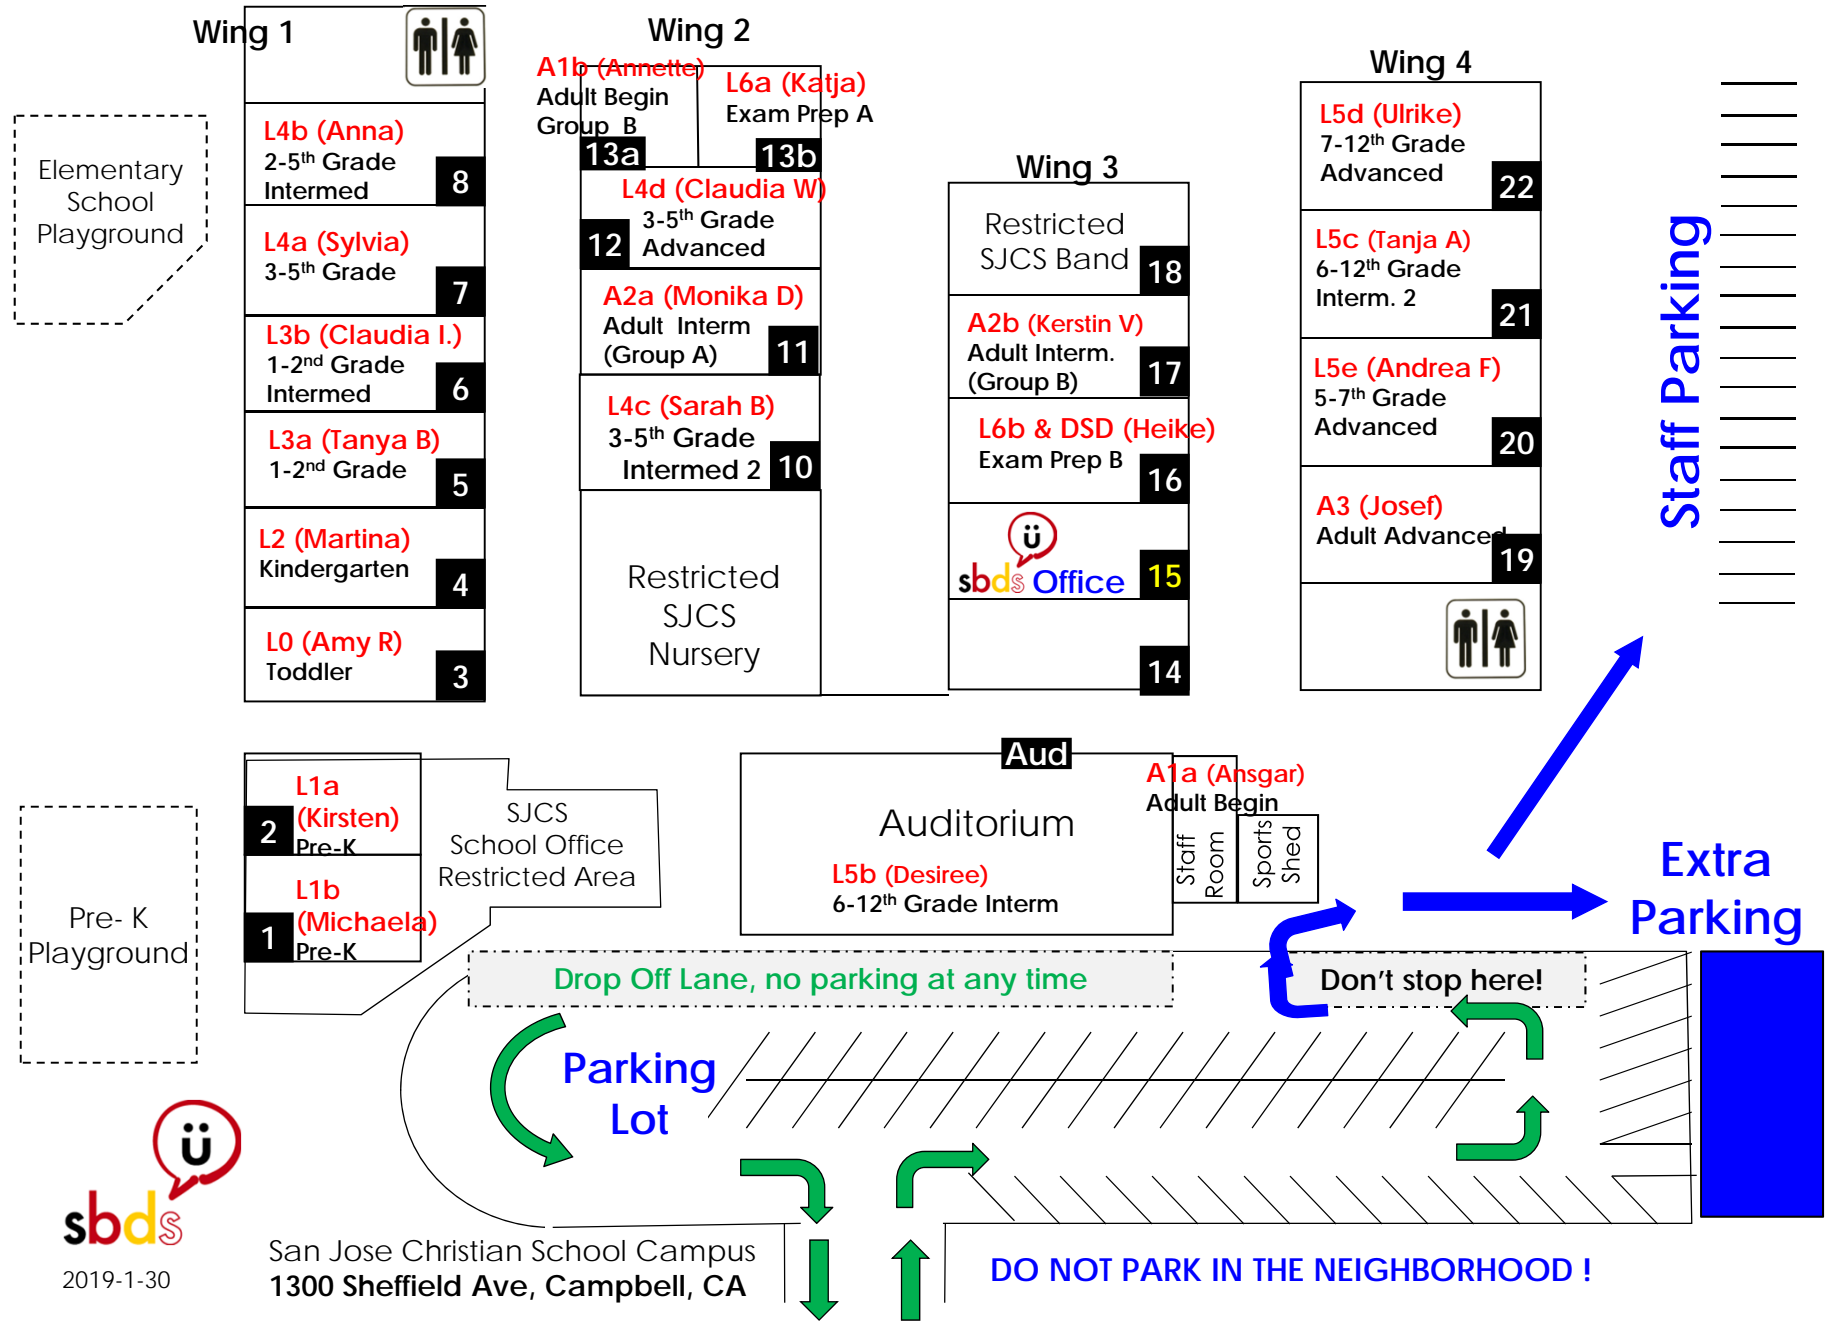 Wing 1
L4b (Anna)
2-5th Grade
Intermed
8
L4a (Sylvia)
3-5th Grade
7
L3b (Claudia I.)
1-2nd Grade
Intermed
6
L3a (Tanya B)
1-2nd Grade
5
L2 (Martina)
Kindergarten
4
L0 (Amy R)
Toddler
3
Elementary
School
Playground
Wing 2
A1b (Annette)
Adult Begin
Group B
13a
L6a (Katja)
Exam Prep A
13b
L4d (Claudia W)
3-5th Grade
Advanced
12
A2a (Monika D)
Adult Interm
(Group A)
11
L4c (Sarah B)
3-5th Grade
Intermed 2
10
Restricted
SJCS
Nursery
Wing 3
Restricted
SJCS Band
18
A2b (Kerstin V)
Adult Interm.
(Group B)
17
L6b & DSD (Heike)
Exam Prep B
16
ü
sbds Office
15
14
Wing 4
L5d (Ulrike)
7-12th Grade
Advanced
22
L5c (Tanja A)
6-12th Grade
Interm. 2
21
L5e (Andrea F)
5-7th Grade
Advanced
20
A3 (Josef)
Adult Advanced
19
Staff Parking
L1a
(Kirsten)
Pre-K
2
L1b
(Michaela)
Pre-K
1
SJCS
School Office
Restricted Area
Pre- K
Playground
Aud
Auditorium
L5b (Desiree)
6-12th Grade Interm
A1a (Ansgar)
Adult Begin
Staff
Room
Sports
Shed
Extra
Parking
Drop Off Lane, no parking at any time
Don't stop here!
Parking
Lot
ü
sbds
2019-1-30
San Jose Christian School Campus
1300 Sheffield Ave, Campbell, CA
DO NOT PARK IN THE NEIGHBORHOOD !